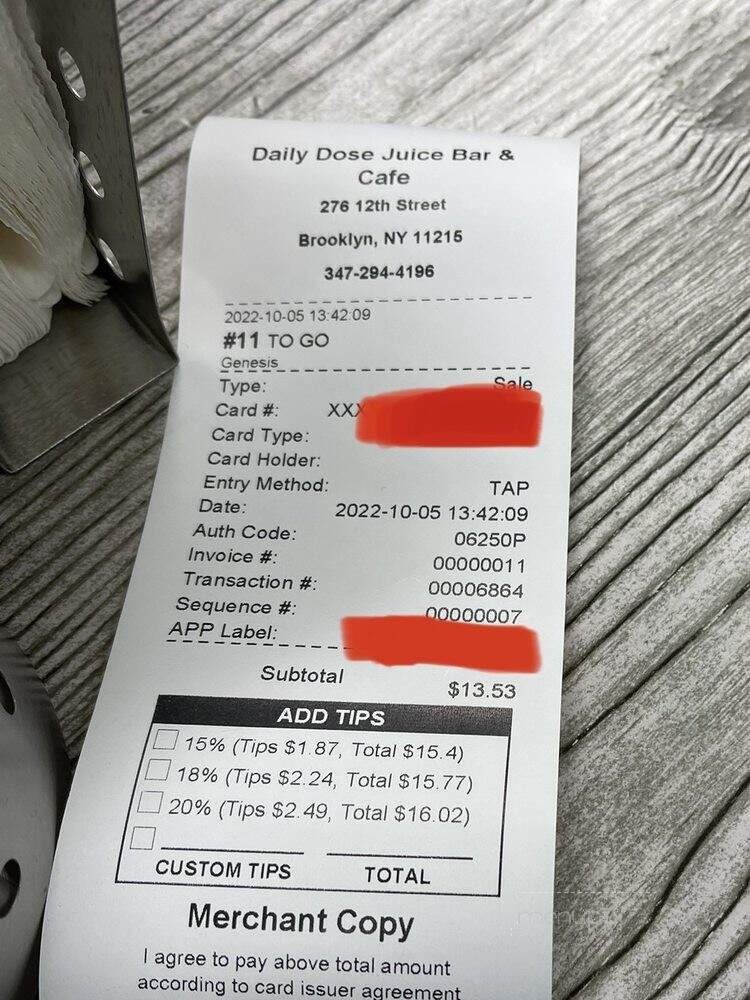 Daily Dose Juice Bar &
Cafe
276 12th Street
Brooklyn, NY 11215
347-294-4196
2022-10-05 13:42:09
#11 TO GO
Genesis
Type: Sale
Card #: XXX
Card Type:
Card Holder:
Entry Method: TAP
Date: 2022-10-05 13:42:09
Auth Code: 06250P
Invoice #: 00000011
Transaction #: 00006864
Sequence #: 00000007
APP Label:
Subtotal $13.53
ADD TIPS
15% (Tips $1.87, Total $15.4)
18% (Tips $2.24, Total $15.77)
20% (Tips $2.49, Total $16.02)
CUSTOM TIPS TOTAL
Merchant Copy
I agree to pay above total amount
according to card issuer agreement